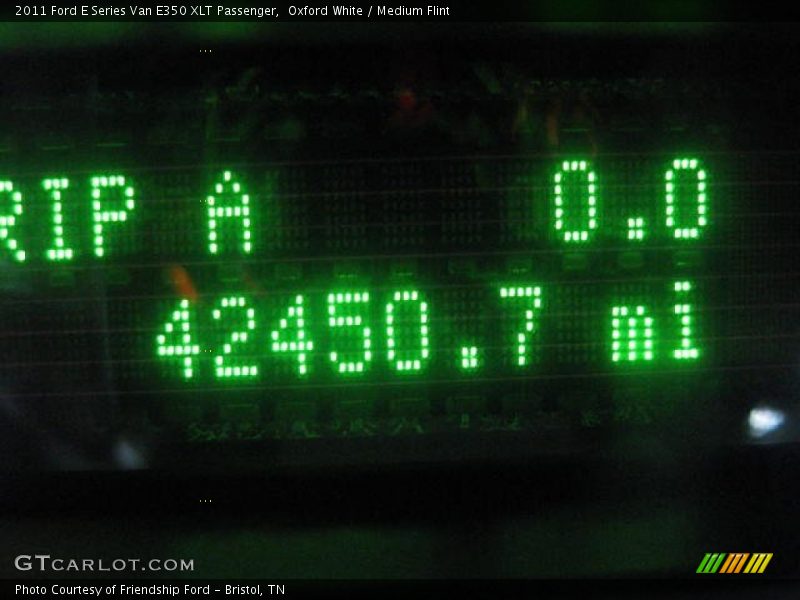 2011 Ford E Series Van E350 XLT Passenger,  Oxford White / Medium Flint
RIP A 0.0
42450.7 mi
GTCARLOT.COM
Photo Courtesy of Friendship Ford – Bristol, TN